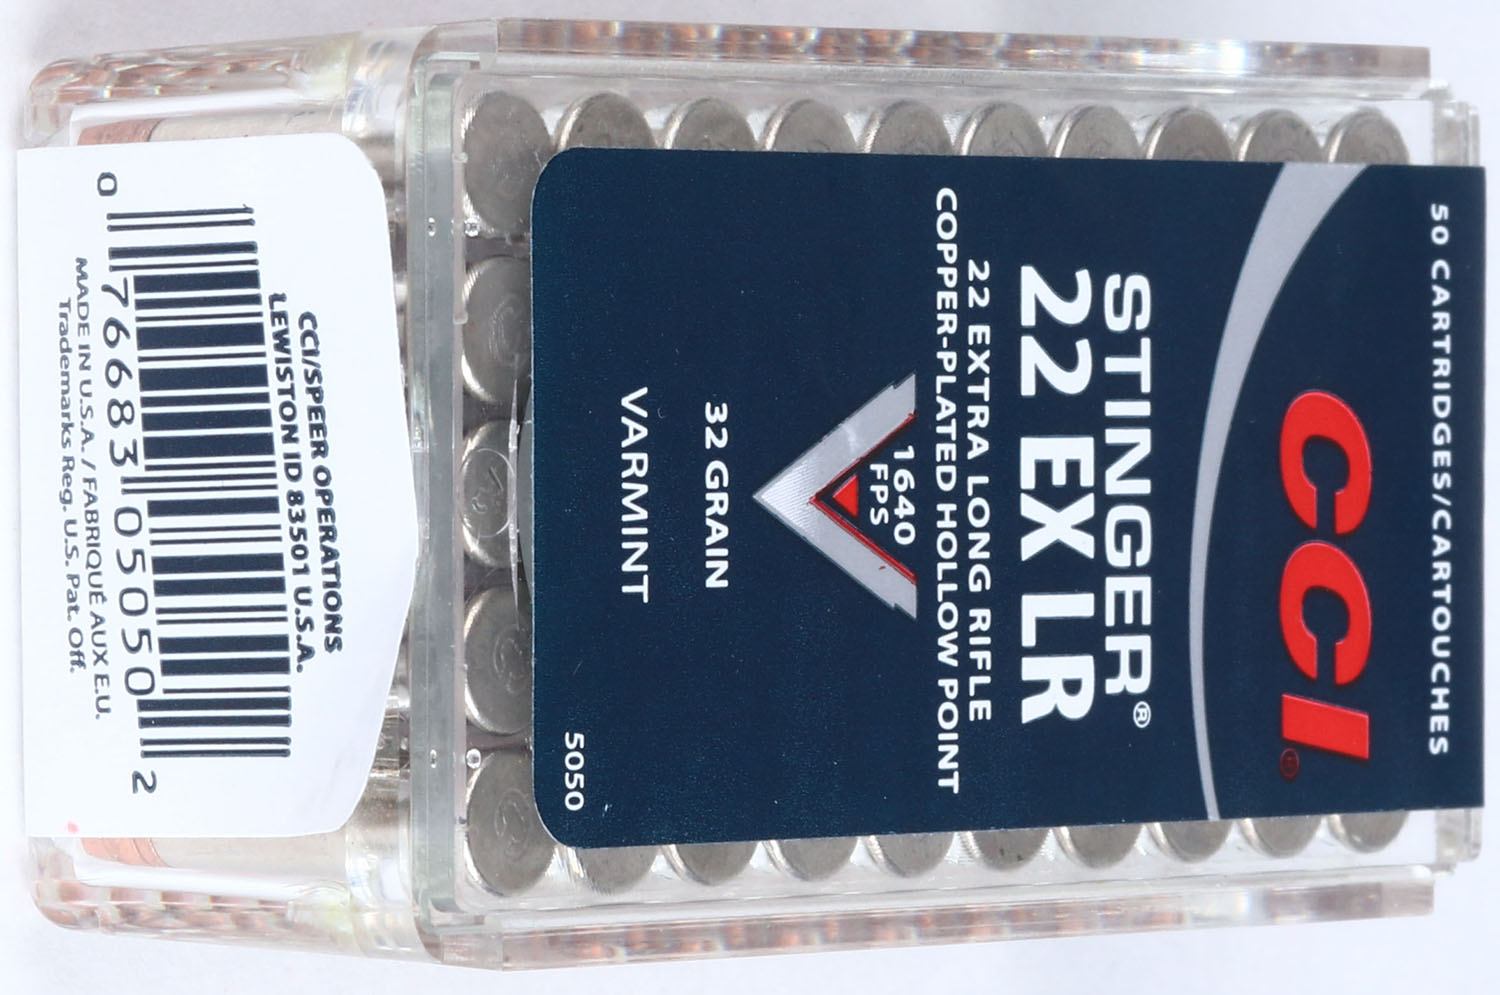 50 CARTRIDGES/CARTOUCHES
CCI®
STINGER®
22 EX LR
22 EXTRA LONG RIFLE
COPPER-PLATED HOLLOW POINT
1640
FPS
32 GRAIN
VARMINT
5050
CCI/SPEER OPERATIONS
LEWISTON ID 83501 U.S.A.
0 76683 05050 2
MADE IN U.S.A. / FABRIQUÉ AUX E.U.
Trademarks Reg. U.S. Pat. Off.